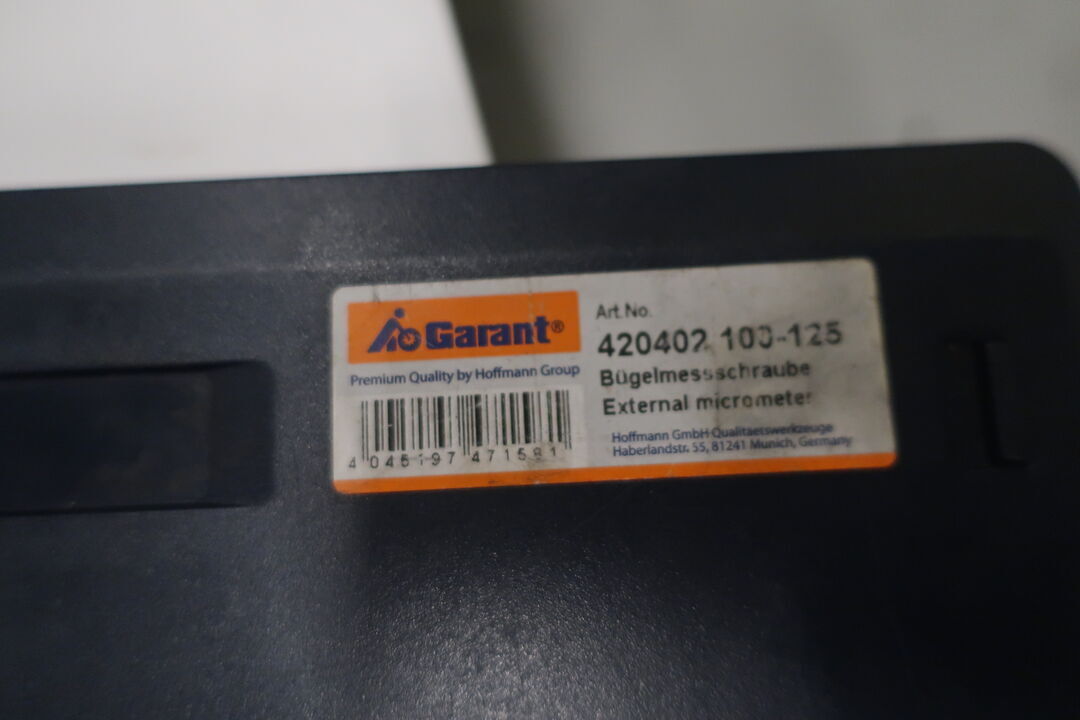 Garant®
Premium Quality by Hoffmann Group
4 045197 471581
Art.No.
420402 100-125
Bügelmessschraube
External micrometer
Hoffmann GmbH Qualitaetswerkzeuge
Haberlandstr. 55, 81241 Munich, Germany